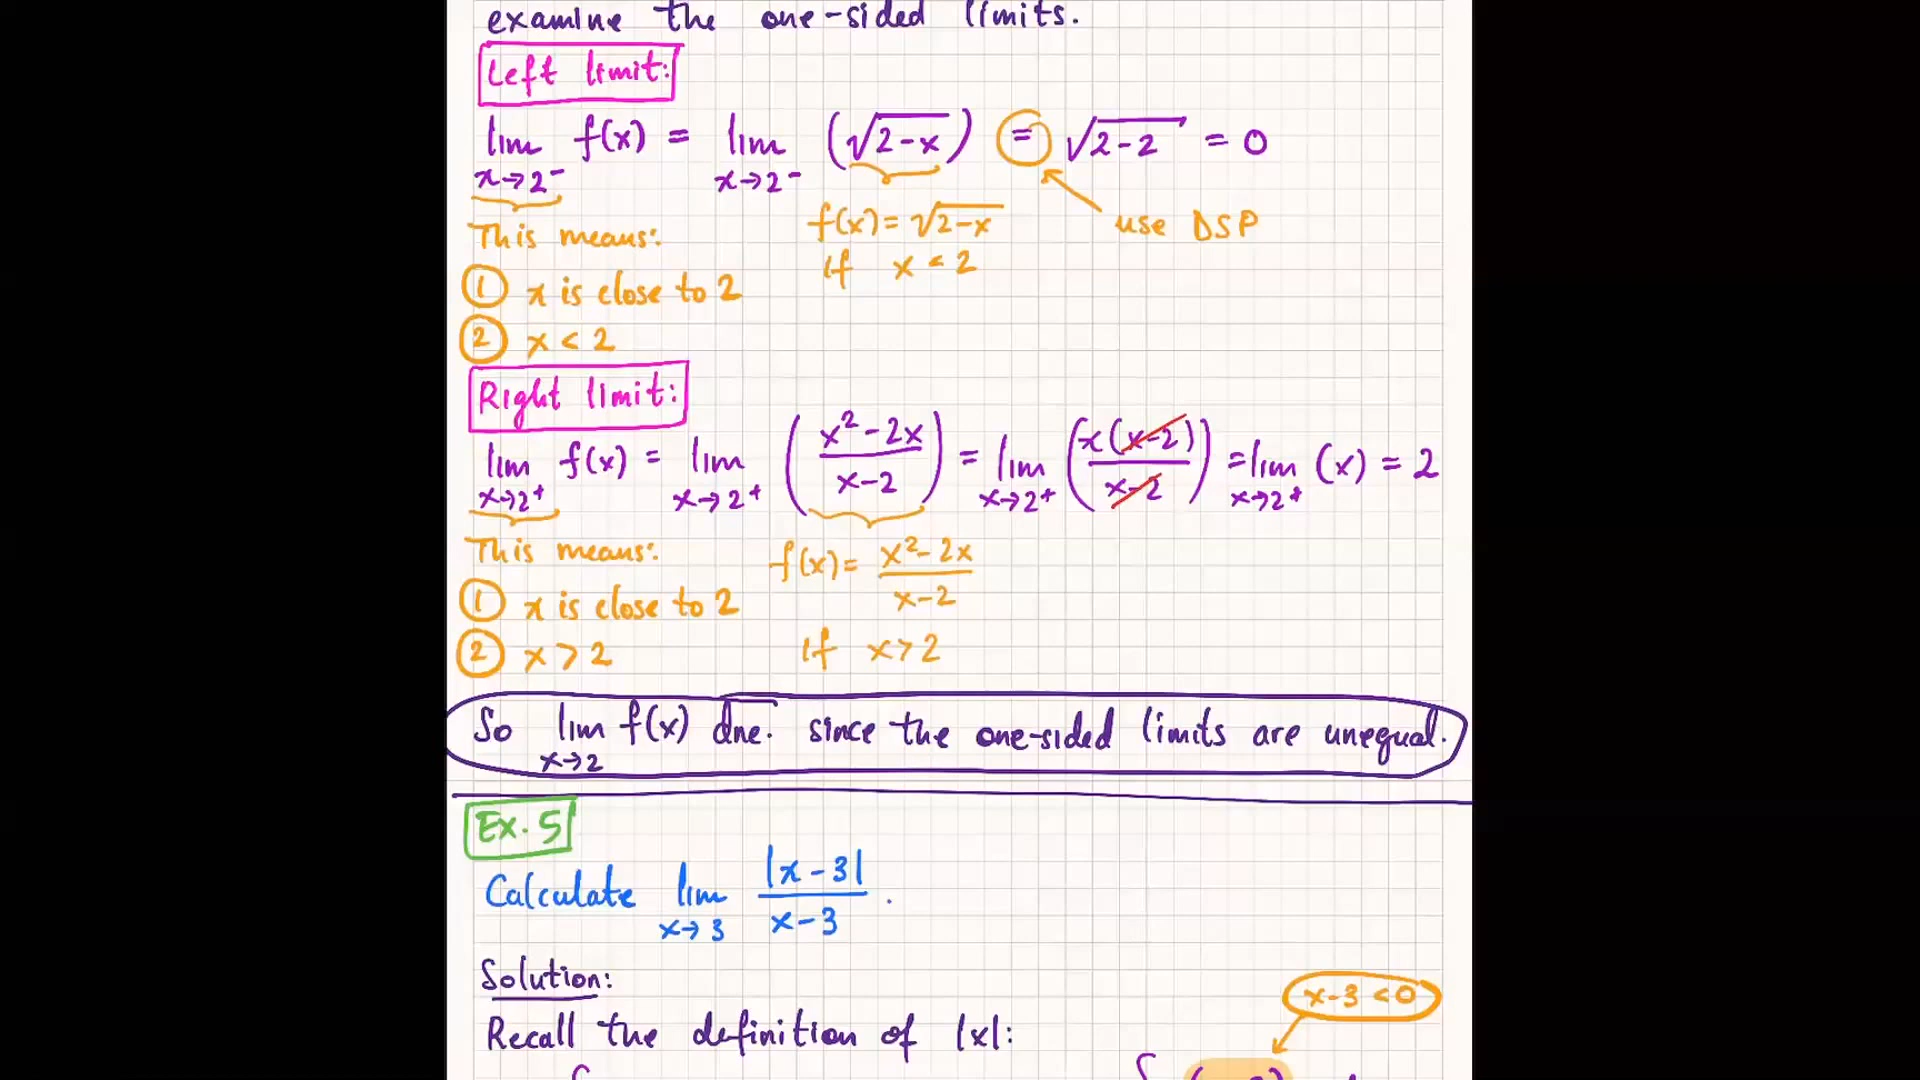 examine the one-sided limits.
Left limit:
lim x→2⁻ f(x) = lim x→2⁻ (√(2-x)) = √(2-2) = 0
This means:
f(x) = √(2-x)
use DSP
① x is close to 2
if x < 2
② x < 2
Right limit:
lim x→2⁺ f(x) = lim x→2⁺ ((x²-2x)/(x-2)) = lim x→2⁺ (x(x-2)/(x-2)) = lim x→2⁺ (x) = 2
This means:
f(x) = (x²-2x)/(x-2)
① x is close to 2
② x > 2
if x > 2
So lim x→2 f(x) dne. since the one-sided limits are unequal.
Ex. 5
Calculate lim x→3 |x-3|/(x-3).
Solution:
x-3 < 0
Recall the definition of |x|: